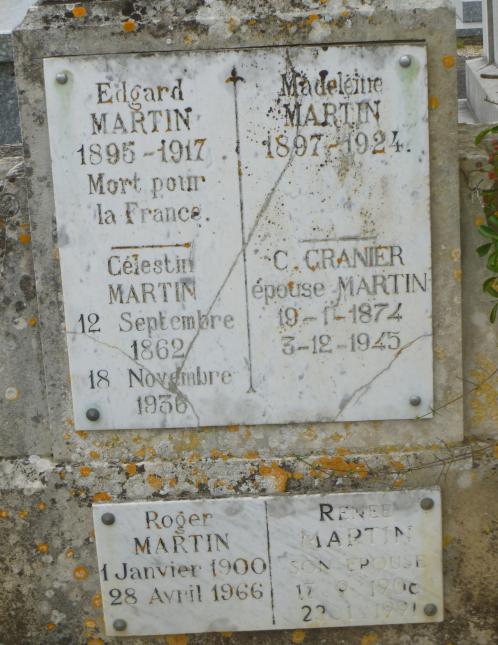 Edgard
MARTIN
1895-1917
Mort pour
la France.
Célestin
MARTIN
12 Septembre
1862
18 Novembre
1936
Madeleine
MARTIN
1897-1924.
C. GRANIER
épouse MARTIN
19-1-1874
3-12-1945
Roger
MARTIN
1 Janvier 1900
28 Avril 1966
RENÉE
MARTIN
SON EPOUSE